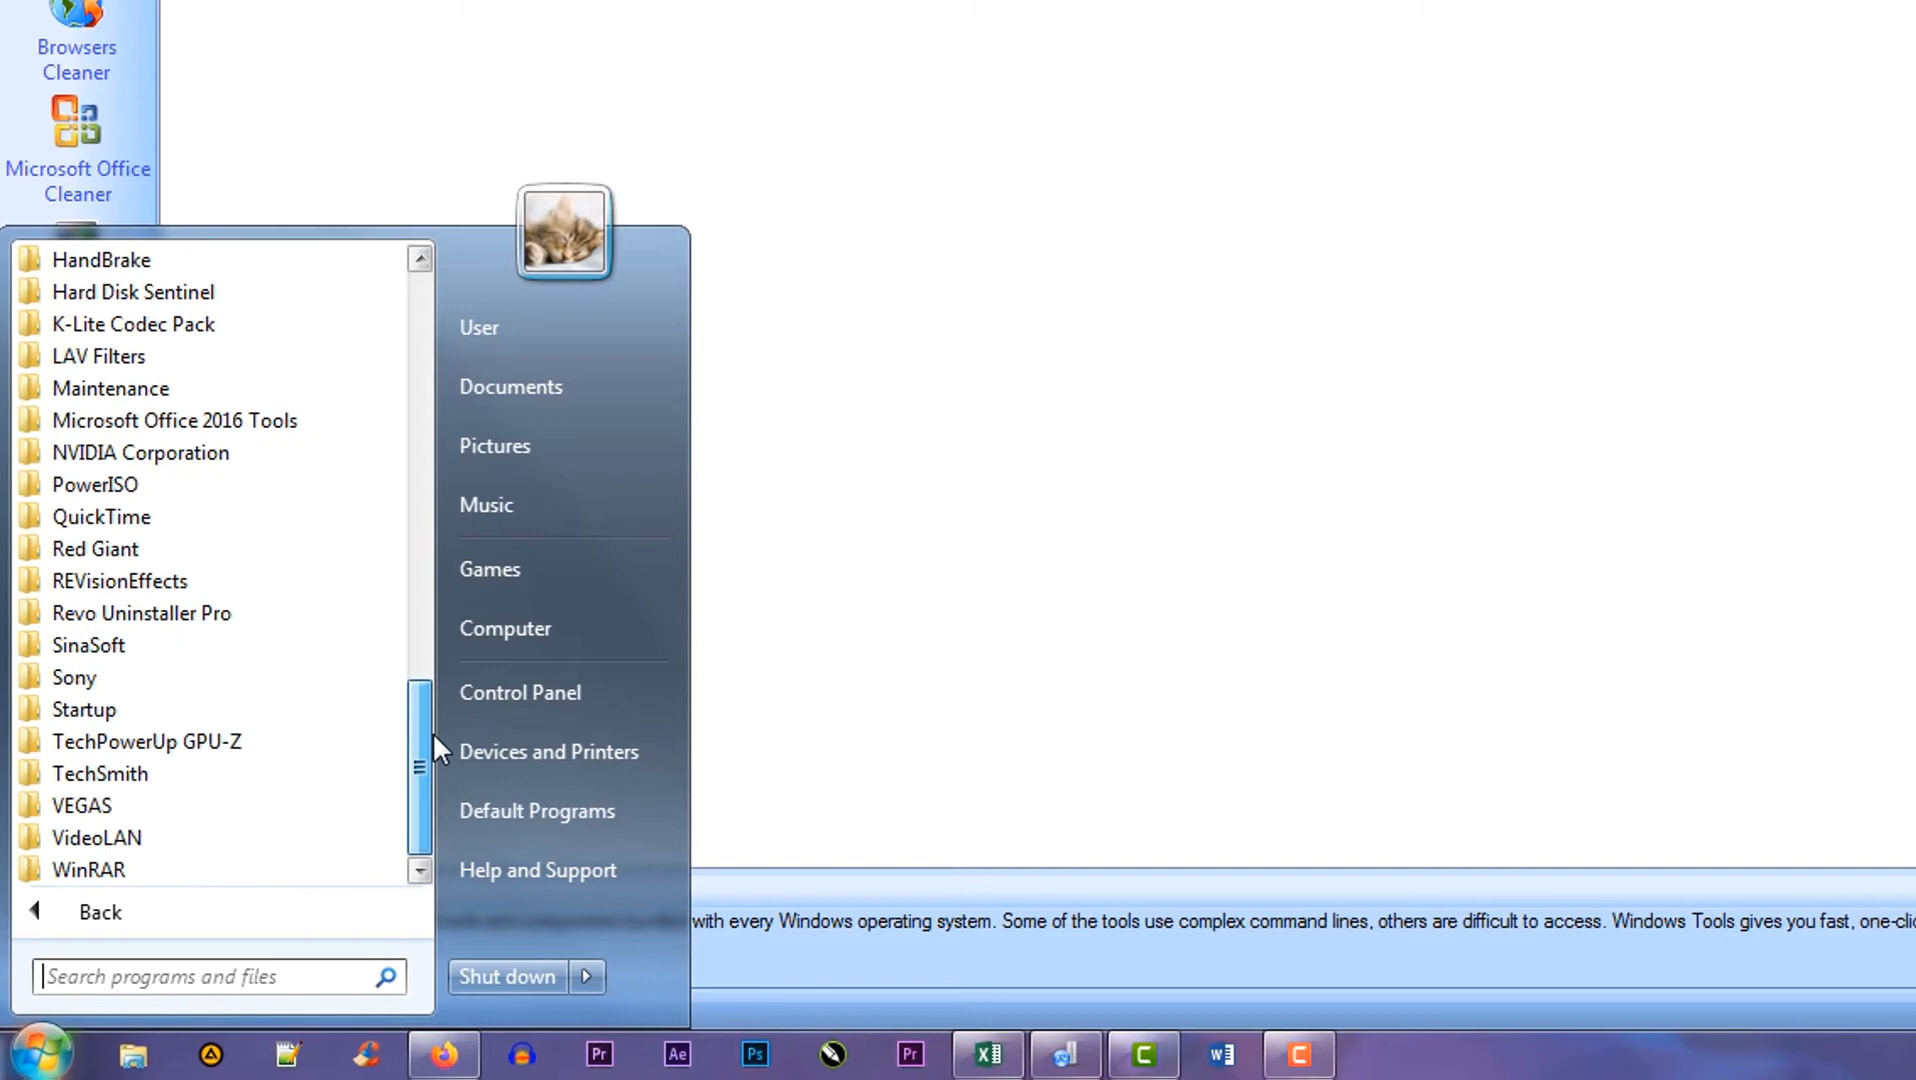 Browsers
Cleaner
Microsoft Office
Cleaner
HandBrake
Hard Disk Sentinel
K-Lite Codec Pack
LAV Filters
Maintenance
Microsoft Office 2016 Tools
NVIDIA Corporation
PowerISO
QuickTime
Red Giant
REVisionEffects
Revo Uninstaller Pro
SinaSoft
Sony
Startup
TechPowerUp GPU-Z
TechSmith
VEGAS
VideoLAN
WinRAR
Back
Search programs and files
User
Documents
Pictures
Music
Games
Computer
Control Panel
Devices and Printers
Default Programs
Help and Support
Shut down
with every Windows operating system. Some of the tools use complex command lines, others are difficult to access. Windows Tools gives you fast, one-cli
Pr
Ae
Ps
Pr